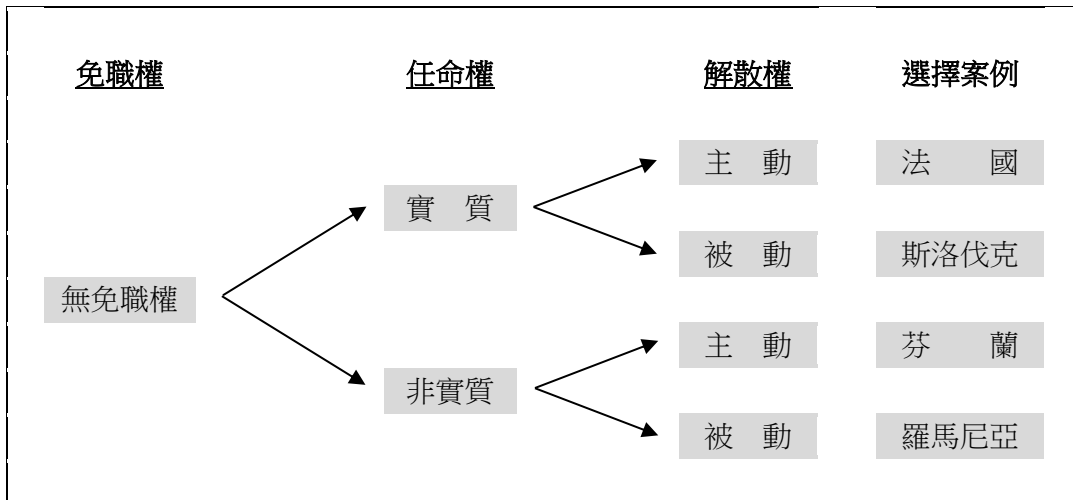 免職權 任命權 解散權 選擇案例
主 動 法 國
實 質
被 動 斯洛伐克
無免職權
主 動 芬 蘭
非實質
被 動 羅馬尼亞